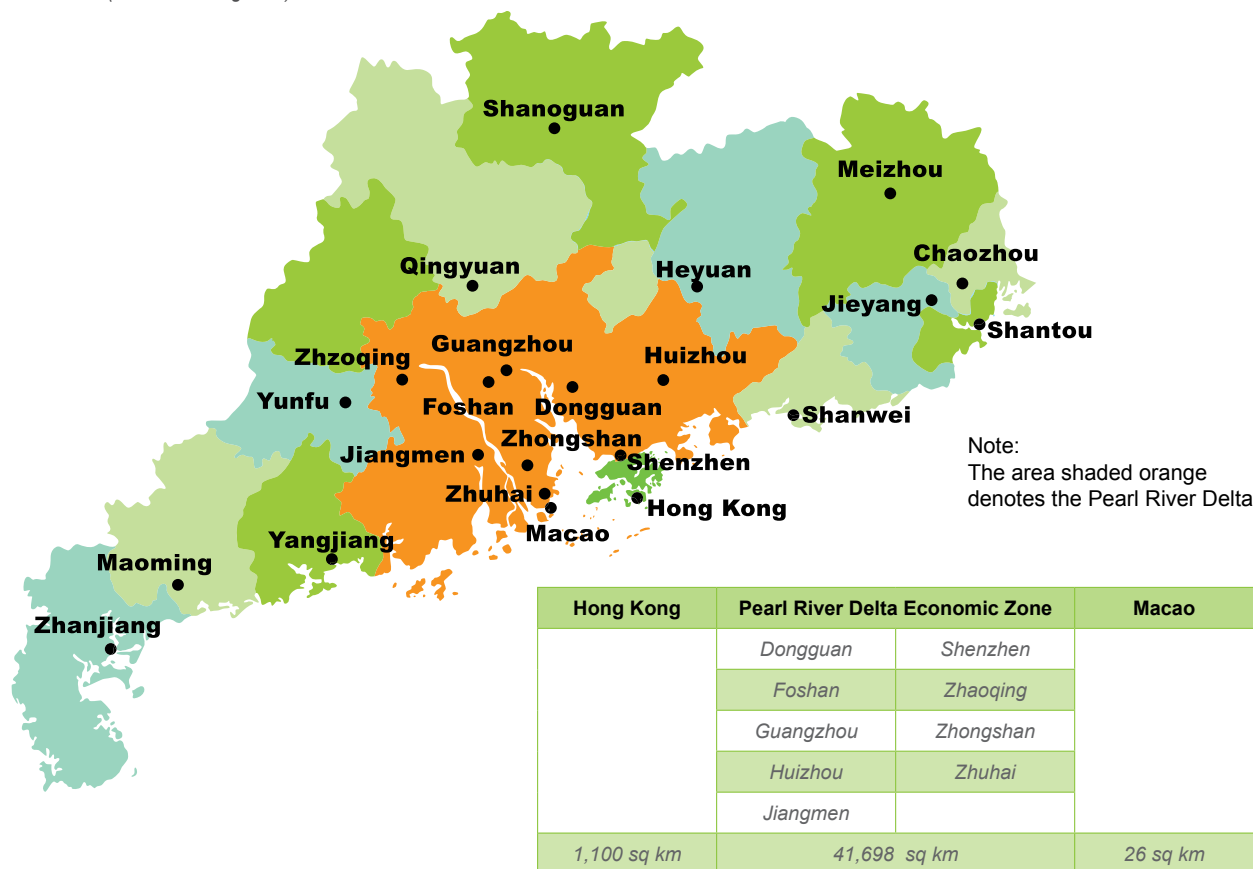 Shanoguan
Meizhou
Chaozhou
Qingyuan
Heyuan
Jieyang
Shantou
Guangzhou
Zhzoqing
Huizhou
Yunfu
Foshan
Dongguan
Shanwei
Zhongshan
Jiangmen
Shenzhen
Zhuhai
Hong Kong
Macao
Yangjiang
Maoming
Zhanjiang
Note:
The area shaded orange
denotes the Pearl River Delta
Hong Kong Pearl River Delta Economic Zone Macao
Dongguan Shenzhen
Foshan Zhaoqing
Guangzhou Zhongshan
Huizhou Zhuhai
Jiangmen
1,100 sq km 41,698 sq km 26 sq km